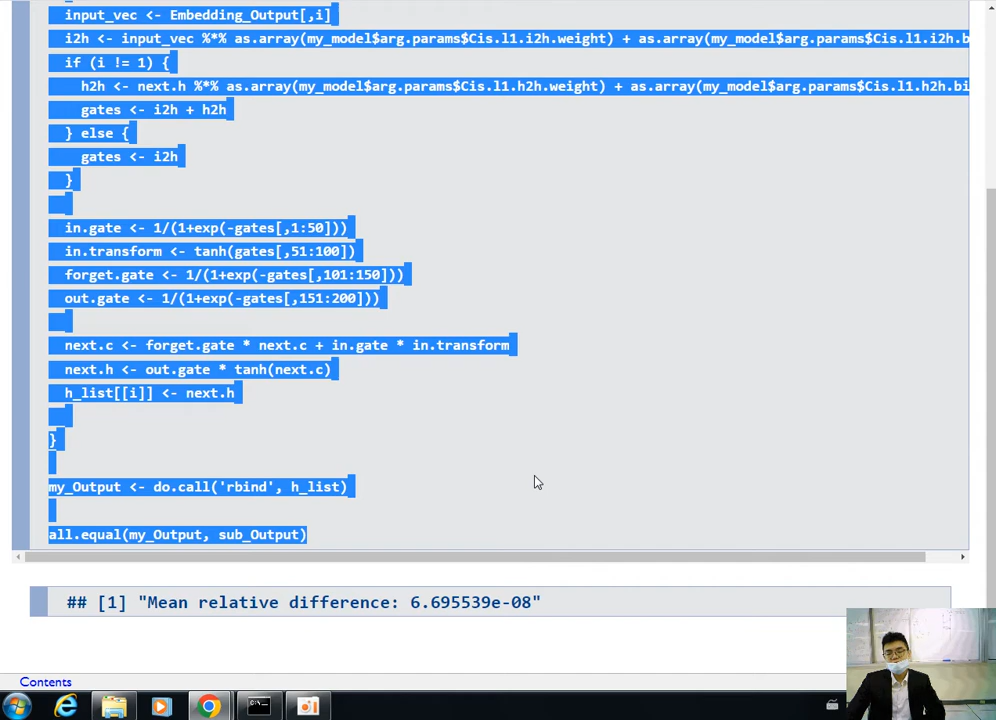 input_vec <- Embedding_Output[,i]
i2h <- input_vec %*% as.array(my_model$arg.params$Cis.l1.i2h.weight) + as.array(my_model$arg.params$Cis.l1.i2h.b
if (i != 1) {
h2h <- next.h %*% as.array(my_model$arg.params$Cis.l1.h2h.weight) + as.array(my_model$arg.params$Cis.l1.h2h.bi
gates <- i2h + h2h
} else {
gates <- i2h
}
in.gate <- 1/(1+exp(-gates[,1:50]))
in.transform <- tanh(gates[,51:100])
forget.gate <- 1/(1+exp(-gates[,101:150]))
out.gate <- 1/(1+exp(-gates[,151:200]))
next.c <- forget.gate * next.c + in.gate * in.transform
next.h <- out.gate * tanh(next.c)
h_list[[i]] <- next.h
}
my_Output <- do.call('rbind', h_list)
all.equal(my_Output, sub_Output)
## [1] "Mean relative difference: 6.695539e-08"
Contents